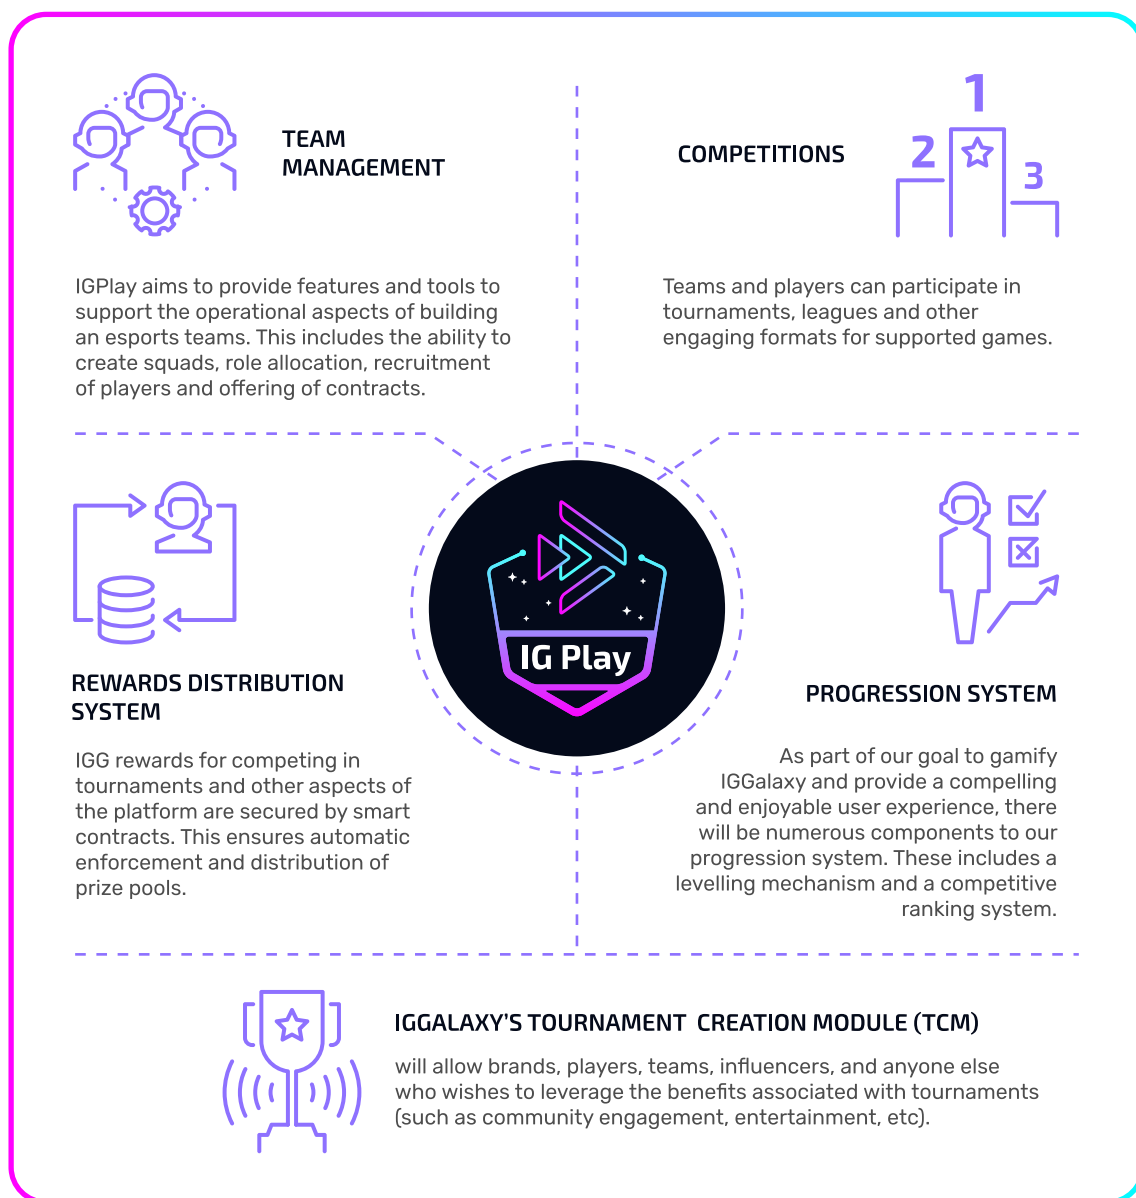 TEAM
MANAGEMENT
IGPlay aims to provide features and tools to
support the operational aspects of building
an esports teams. This includes the ability to
create squads, role allocation, recruitment
of players and offering of contracts.
COMPETITIONS
1
2
3
Teams and players can participate in
tournaments, leagues and other
engaging formats for supported games.
IG Play
REWARDS DISTRIBUTION
SYSTEM
IGG rewards for competing in
tournaments and other aspects of
the platform are secured by smart
contracts. This ensures automatic
enforcement and distribution of
prize pools.
PROGRESSION SYSTEM
As part of our goal to gamify
IGGalaxy and provide a compelling
and enjoyable user experience, there
will be numerous components to our
progression system. These includes a
levelling mechanism and a competitive
ranking system.
IGGALAXY’S TOURNAMENT  CREATION MODULE (TCM)
will allow brands, players, teams, influencers, and anyone else
who wishes to leverage the benefits associated with tournaments
(such as community engagement, entertainment, etc).